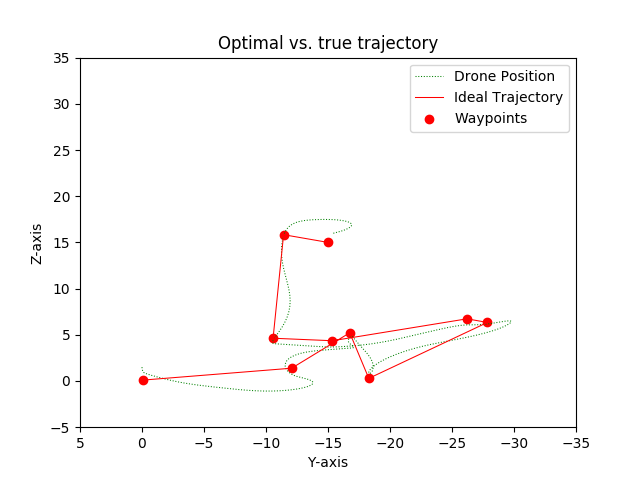 Optimal vs. true trajectory
Drone Position
Ideal Trajectory
Waypoints
35
30
25
20
15
10
5
0
−5
Z-axis
5 0 −5 −10 −15 −20 −25 −30 −35
Y-axis